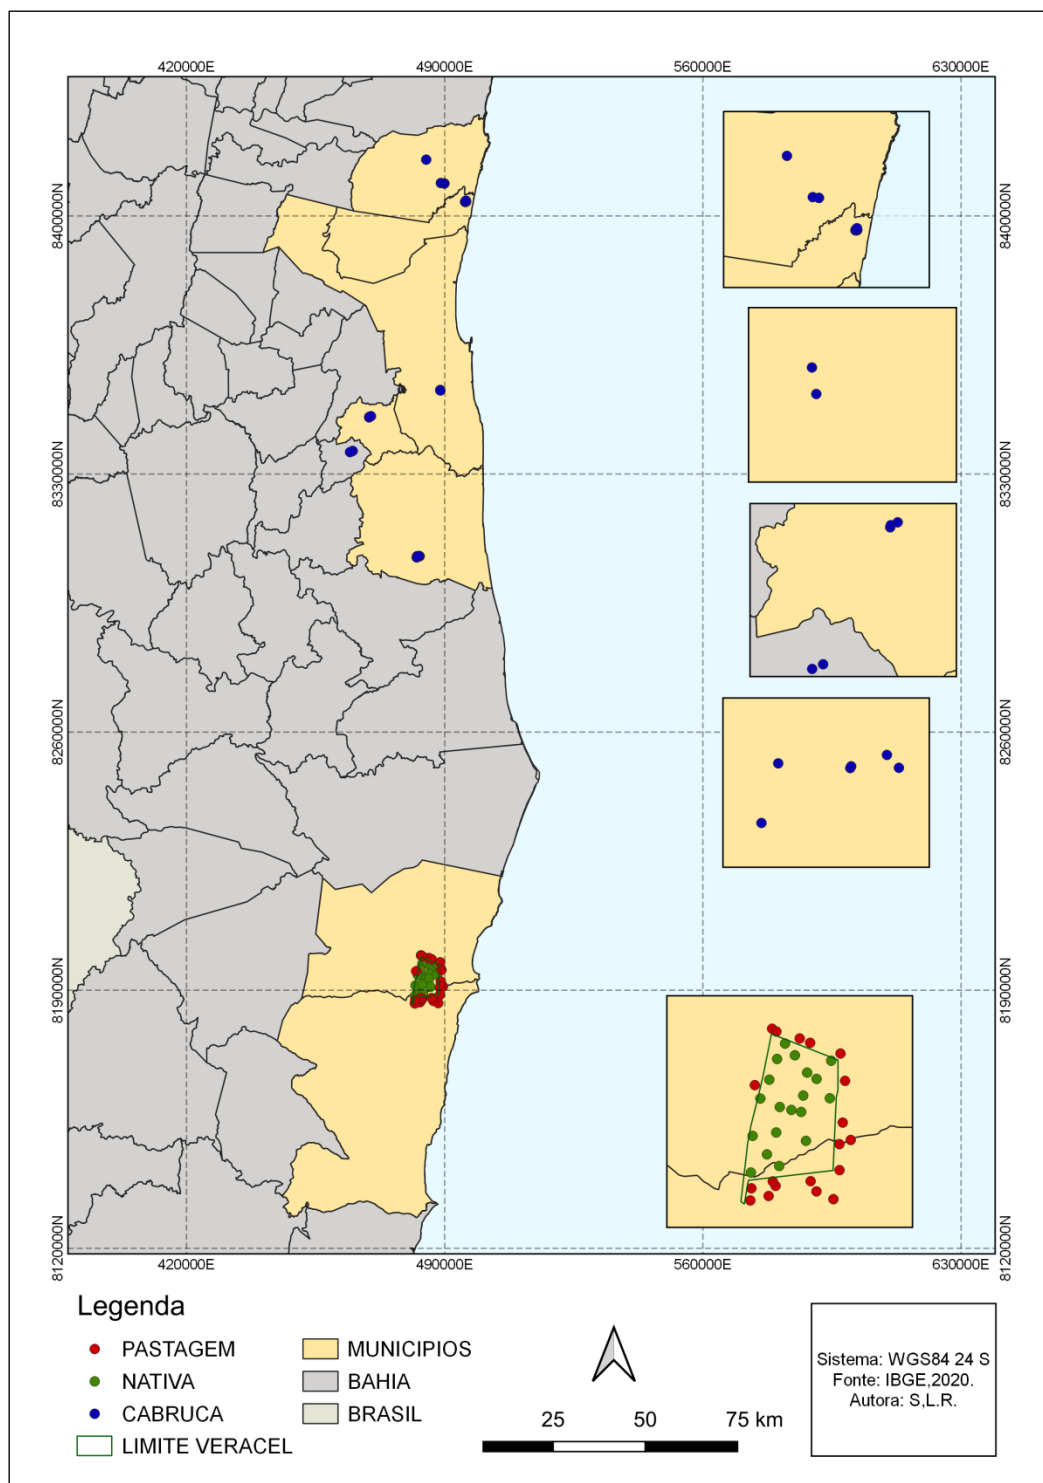 420000E 490000E 560000E 630000E
8400000N 8400000N
8330000N 8330000N
8260000N 8260000N
8190000N 8190000N
8120000N 8120000N
420000E 490000E 560000E 630000E
Legenda
PASTAGEM
NATIVA
CABRUCA
LIMITE VERACEL
MUNICIPIOS
BAHIA
BRASIL
25 50 75 km
Sistema: WGS84 24 S
Fonte: IBGE,2020.
Autora: S,L.R.